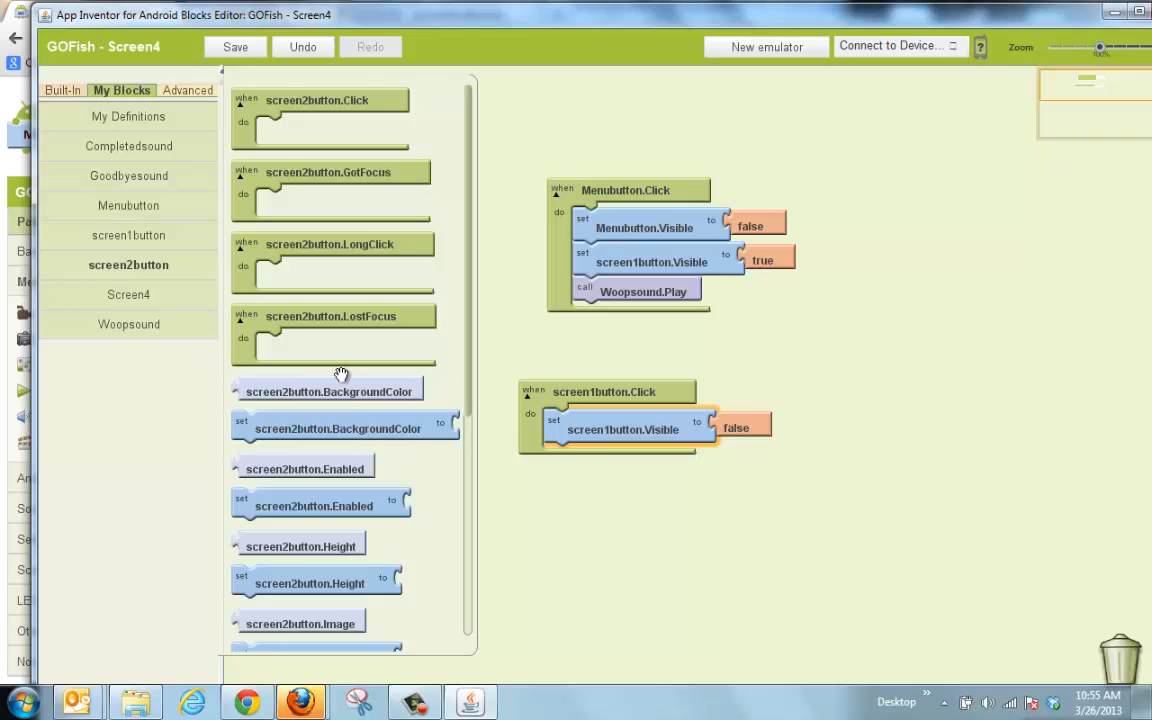 App Inventor for Android Blocks Editor: GOFish - Screen4
GOFish - Screen4
Save
Undo
Redo
New emulator
Connect to Device...
?
Zoom
100%
Built-In
My Blocks
Advanced
My Definitions
Completedsound
Goodbyesound
Menubutton
screen1button
screen2button
Screen4
Woopsound
when screen2button.Click
do
when screen2button.GotFocus
do
when screen2button.LongClick
do
when screen2button.LostFocus
do
screen2button.BackgroundColor
set screen2button.BackgroundColor to
screen2button.Enabled
set screen2button.Enabled to
screen2button.Height
set screen2button.Height to
screen2button.Image
when Menubutton.Click
do set Menubutton.Visible to false
set screen1button.Visible to true
call Woopsound.Play
when screen1button.Click
do set screen1button.Visible to false
Desktop
10:55 AM
3/26/2013